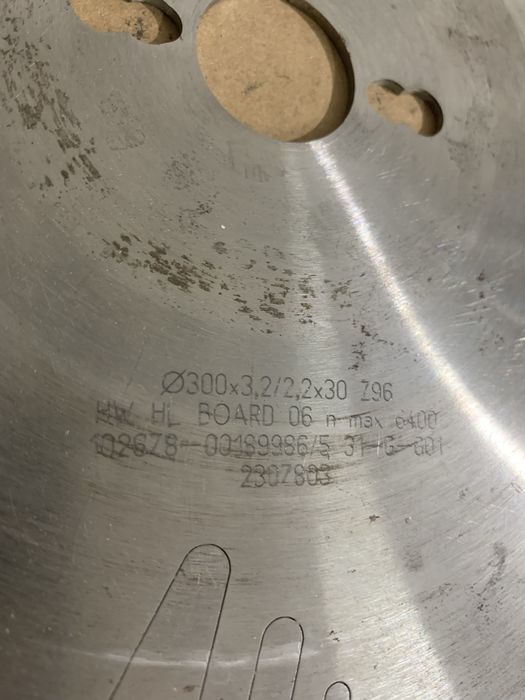 Ø300x3,2/2,2x30 Z96
HW HL BOARD 06 n max 6400
102678-00189986/5 31-G-001
2307803